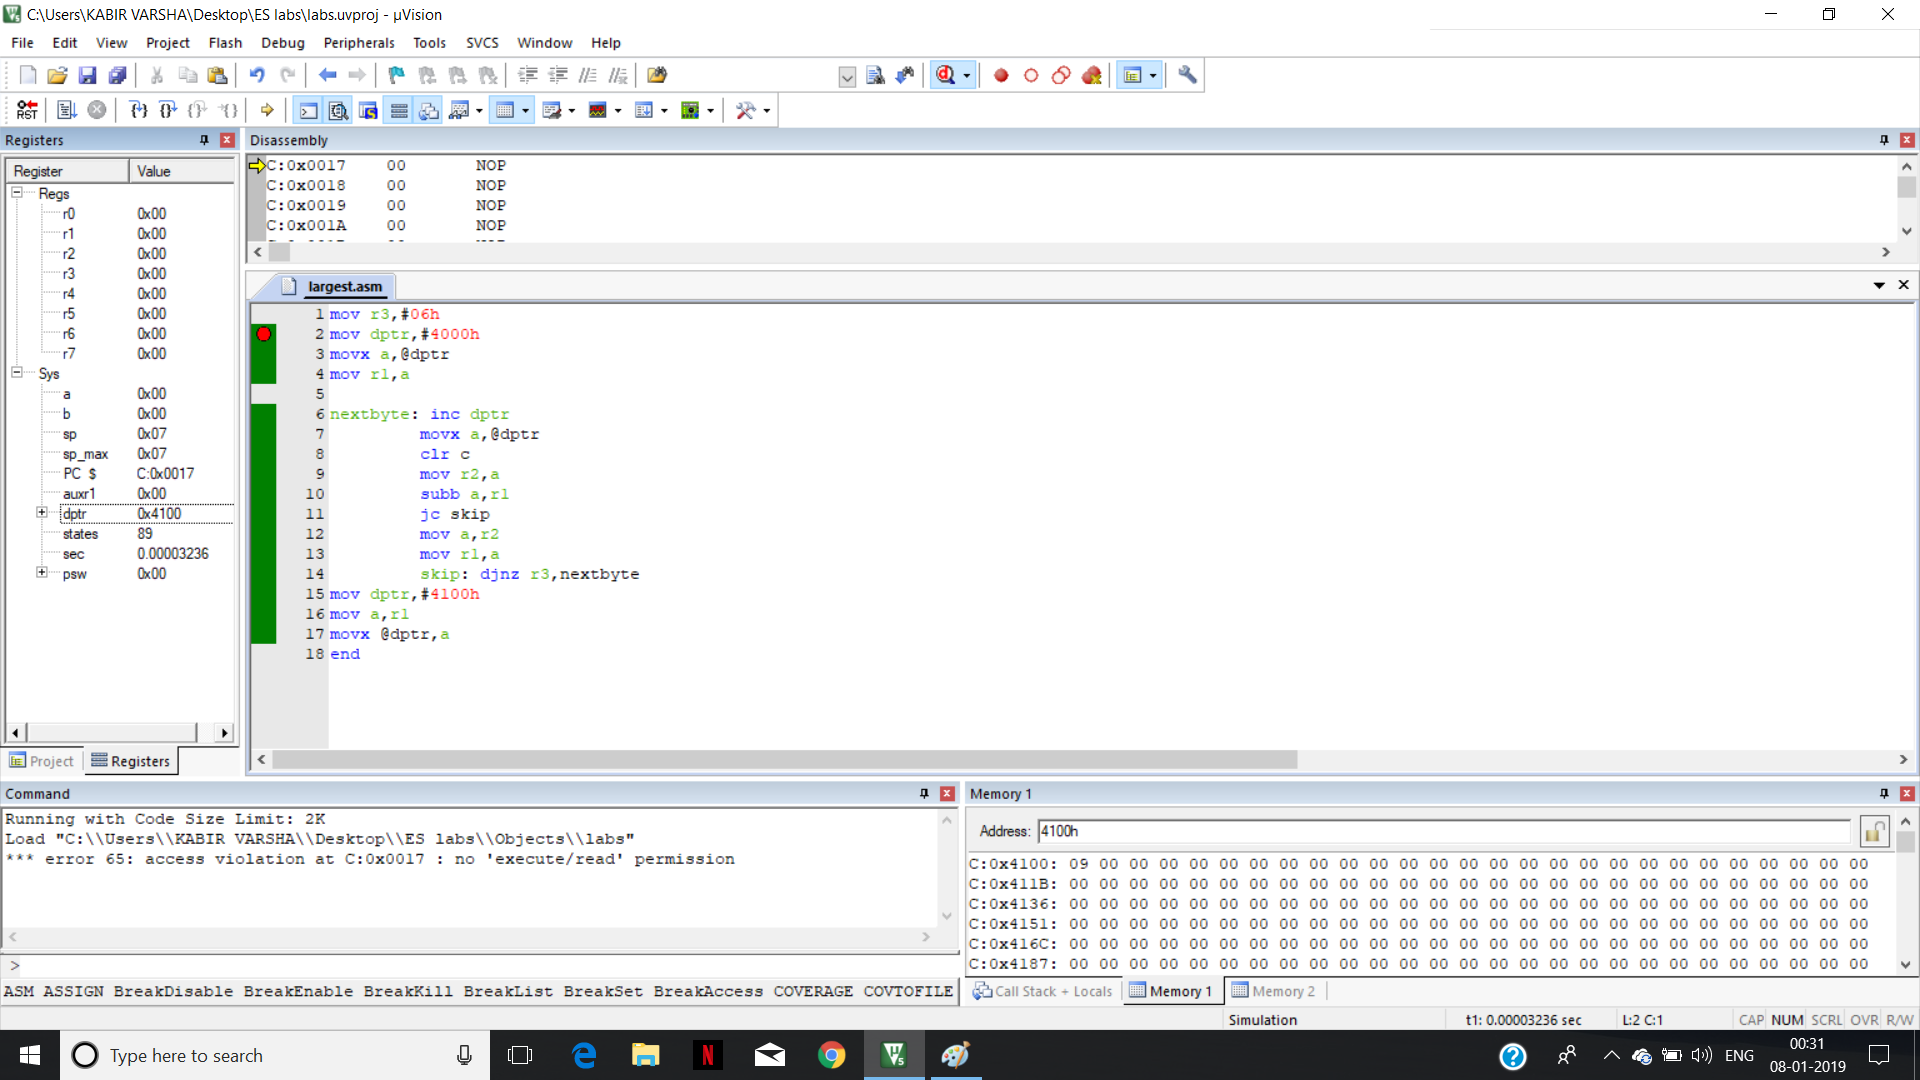 C:\Users\KABIR VARSHA\Desktop\ES labs\labs.uvproj - µVision
File Edit View Project Flash Debug Peripherals Tools SVCS Window Help
Registers
Register Value
Regs
r0 0x00
r1 0x00
r2 0x00
r3 0x00
r4 0x00
r5 0x00
r6 0x00
r7 0x00
Sys
a 0x00
b 0x00
sp 0x07
sp_max 0x07
PC $ C:0x0017
auxr1 0x00
dptr 0x4100
states 89
sec 0.00003236
psw 0x00
Project Registers
Disassembly
C:0x0017 00 NOP
C:0x0018 00 NOP
C:0x0019 00 NOP
C:0x001A 00 NOP
largest.asm
1 mov r3,#06h
2 mov dptr,#4000h
3 movx a,@dptr
4 mov r1,a
5
6 nextbyte: inc dptr
7 movx a,@dptr
8 clr c
9 mov r2,a
10 subb a,r1
11 jc skip
12 mov a,r2
13 mov r1,a
14 skip: djnz r3,nextbyte
15 mov dptr,#4100h
16 mov a,r1
17 movx @dptr,a
18 end
Command
Running with Code Size Limit: 2K
Load "C:\\Users\\KABIR VARSHA\\Desktop\\ES labs\\Objects\\labs"
*** error 65: access violation at C:0x0017 : no 'execute/read' permission
>
ASM ASSIGN BreakDisable BreakEnable BreakKill BreakList BreakSet BreakAccess COVERAGE COVTOFILE
Memory 1
Address: 4100h
C:0x4100: 09 00 00 00 00 00 00 00 00 00 00 00 00 00 00 00 00 00 00 00 00 00 00 00 00 00 00
C:0x411B: 00 00 00 00 00 00 00 00 00 00 00 00 00 00 00 00 00 00 00 00 00 00 00 00 00 00 00
C:0x4136: 00 00 00 00 00 00 00 00 00 00 00 00 00 00 00 00 00 00 00 00 00 00 00 00 00 00 00
C:0x4151: 00 00 00 00 00 00 00 00 00 00 00 00 00 00 00 00 00 00 00 00 00 00 00 00 00 00 00
C:0x416C: 00 00 00 00 00 00 00 00 00 00 00 00 00 00 00 00 00 00 00 00 00 00 00 00 00 00 00
C:0x4187: 00 00 00 00 00 00 00 00 00 00 00 00 00 00 00 00 00 00 00 00 00 00 00 00 00 00 00
Call Stack + Locals Memory 1 Memory 2
Simulation t1: 0.00003236 sec L:2 C:1 CAP NUM SCRL OVR R/W
Type here to search
ENG
00:31
08-01-2019